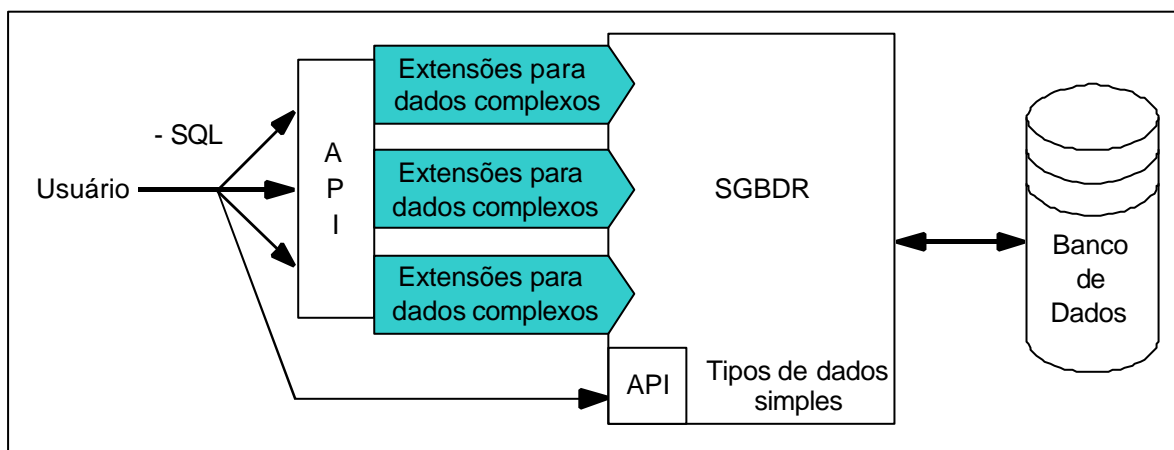 Usuário
- SQL
A
P
I
Extensões para
dados complexos
Extensões para
dados complexos
Extensões para
dados complexos
SGBDR
API
Tipos de dados
simples
Banco
de
Dados